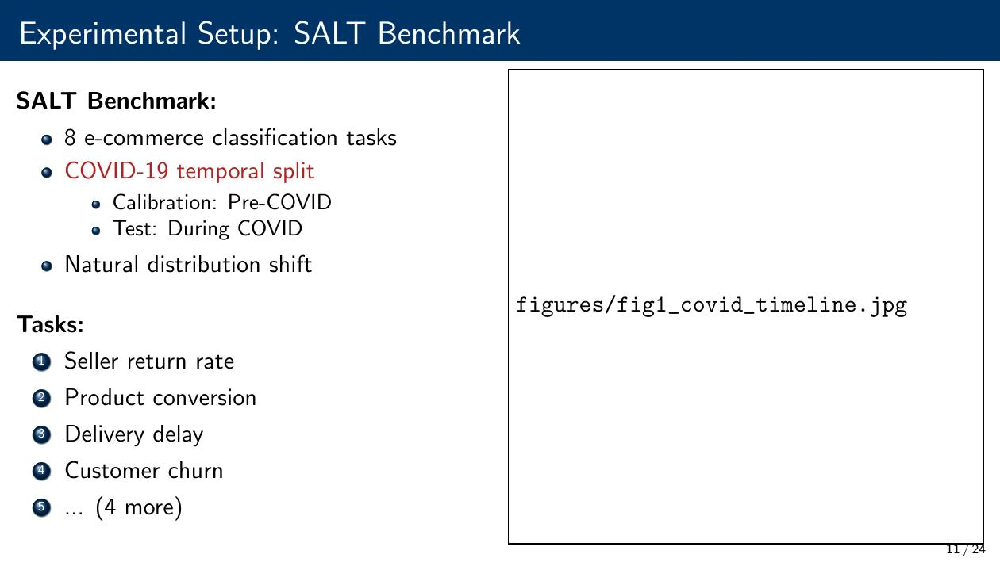 Experimental Setup: SALT Benchmark
SALT Benchmark:
8 e-commerce classification tasks
COVID-19 temporal split
Calibration: Pre-COVID
Test: During COVID
Natural distribution shift
Tasks:
1 Seller return rate
2 Product conversion
3 Delivery delay
4 Customer churn
5 ... (4 more)
figures/fig1_covid_timeline.jpg
11 / 24